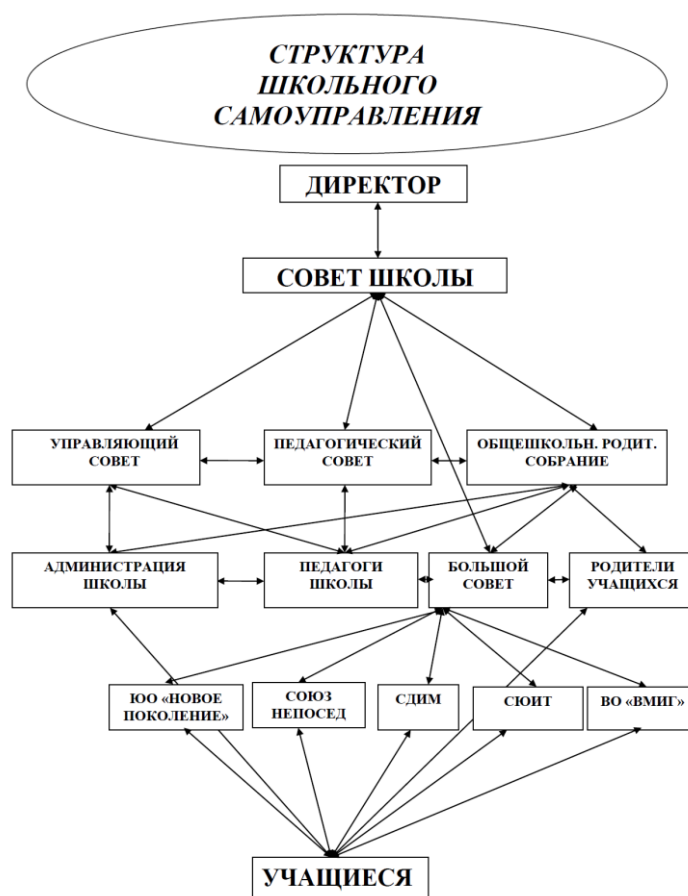 СТРУКТУРА
ШКОЛЬНОГО
САМОУПРАВЛЕНИЯ
ДИРЕКТОР
СОВЕТ ШКОЛЫ
УПРАВЛЯЮЩИЙ
СОВЕТ
ПЕДАГОГИЧЕСКИЙ
СОВЕТ
ОБЩЕШКОЛЬН. РОДИТ.
СОБРАНИЕ
АДМИНИСТРАЦИЯ
ШКОЛЫ
ПЕДАГОГИ
ШКОЛЫ
БОЛЬШОЙ
СОВЕТ
РОДИТЕЛИ
УЧАЩИХСЯ
ЮОО «НОВОЕ
ПОКОЛЕНИЕ»
СОЮЗ
НЕПОСЕД
СДИМ
СЮИТ
ВО «ВМИГ»
УЧАЩИЕСЯ